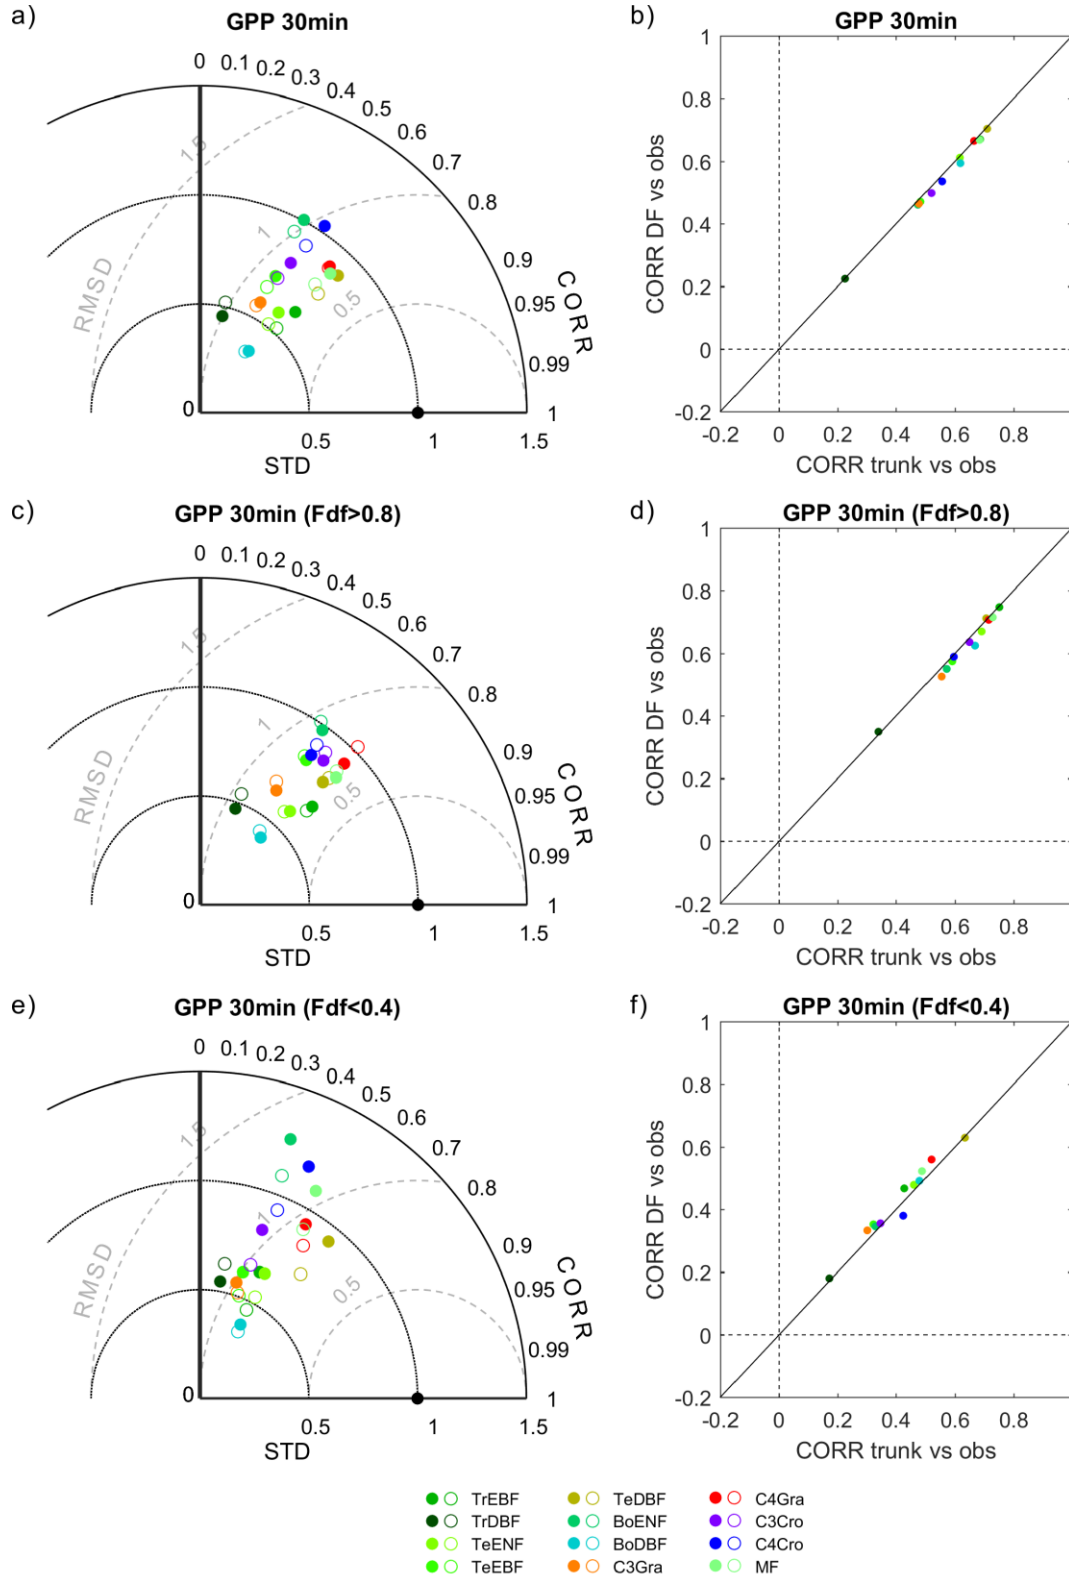 a)
GPP 30min
0
0.1
0.2
0.3
0.4
0.5
0.6
0.7
0.8
0.9
0.95
0.99
1
CORR
RMSD
1.5
1
0.5
0
0.5
1
1.5
STD
b)
GPP 30min
1
0.8
0.6
0.4
0.2
0
-0.2
-0.2
0
0.2
0.4
0.6
0.8
CORR DF vs obs
CORR trunk vs obs
c)
GPP 30min (Fdf>0.8)
0
0.1
0.2
0.3
0.4
0.5
0.6
0.7
0.8
0.9
0.95
0.99
1
CORR
RMSD
1.5
1
0.5
0
0.5
1
1.5
STD
d)
GPP 30min (Fdf>0.8)
1
0.8
0.6
0.4
0.2
0
-0.2
-0.2
0
0.2
0.4
0.6
0.8
CORR DF vs obs
CORR trunk vs obs
e)
GPP 30min (Fdf<0.4)
0
0.1
0.2
0.3
0.4
0.5
0.6
0.7
0.8
0.9
0.95
0.99
1
CORR
RMSD
1.5
1
0.5
0
0.5
1
1.5
STD
f)
GPP 30min (Fdf<0.4)
1
0.8
0.6
0.4
0.2
0
-0.2
-0.2
0
0.2
0.4
0.6
0.8
CORR DF vs obs
CORR trunk vs obs
TrEBF
TrDBF
TeENF
TeEBF
TeDBF
BoENF
BoDBF
C3Gra
C4Gra
C3Cro
C4Cro
MF